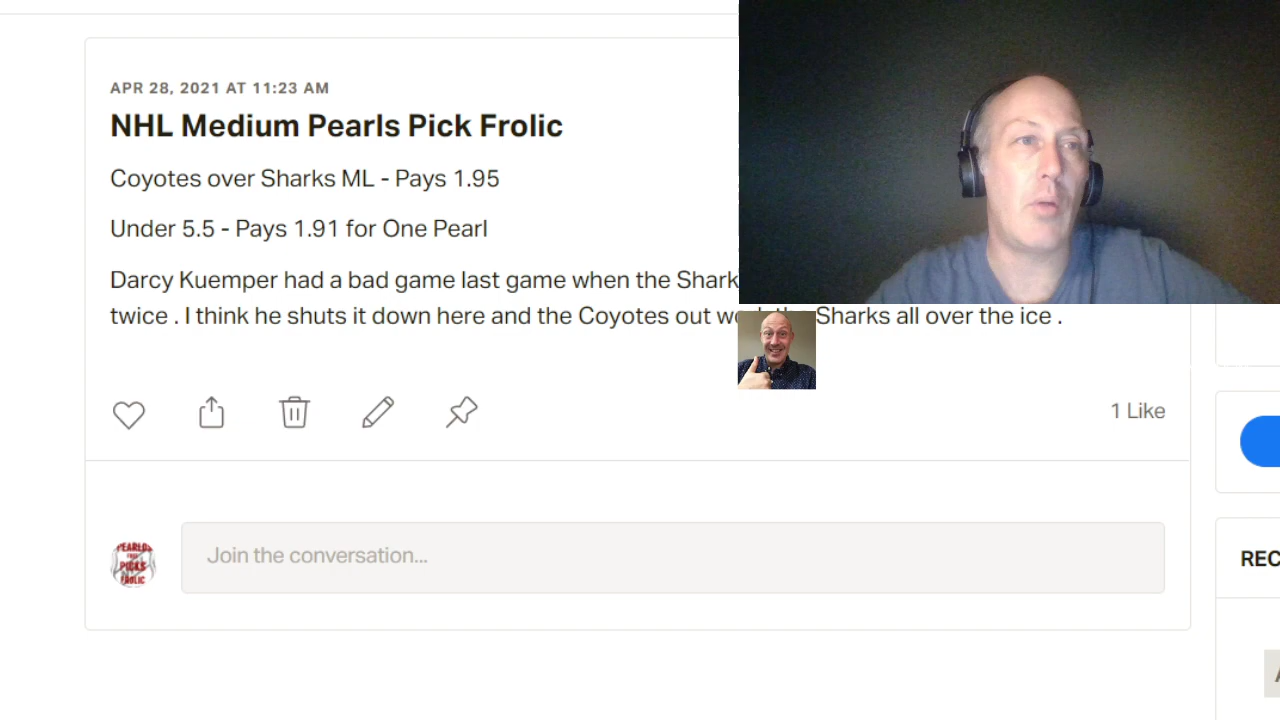 APR 28, 2021 AT 11:23 AM
NHL Medium Pearls Pick Frolic
Coyotes over Sharks ML - Pays 1.95
Under 5.5 - Pays 1.91 for One Pearl
Darcy Kuemper had a bad game last game when the Shark
twice . I think he shuts it down here and the Coyotes out Sharks all over the ice .
1 Like
PICKS
FROLIC
Join the conversation...
REC